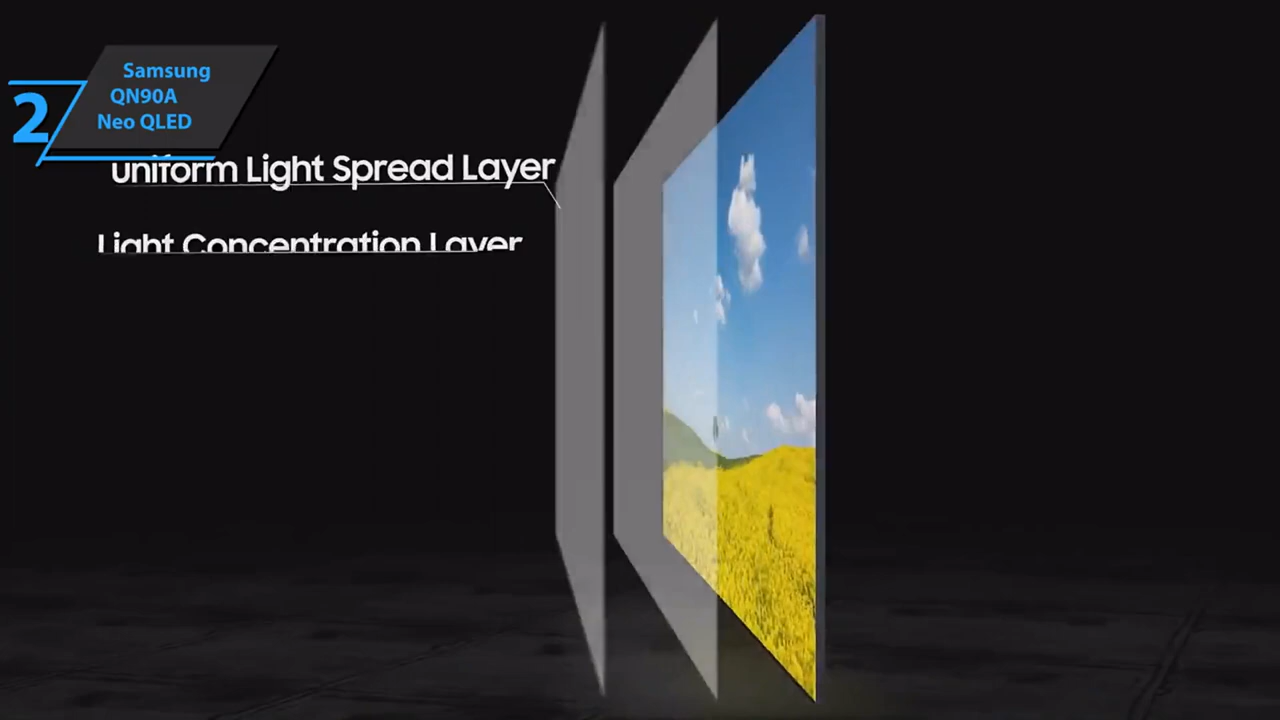 2
Samsung
QN90A
Neo QLED
Uniform Light Spread Layer
Light Concentration Layer